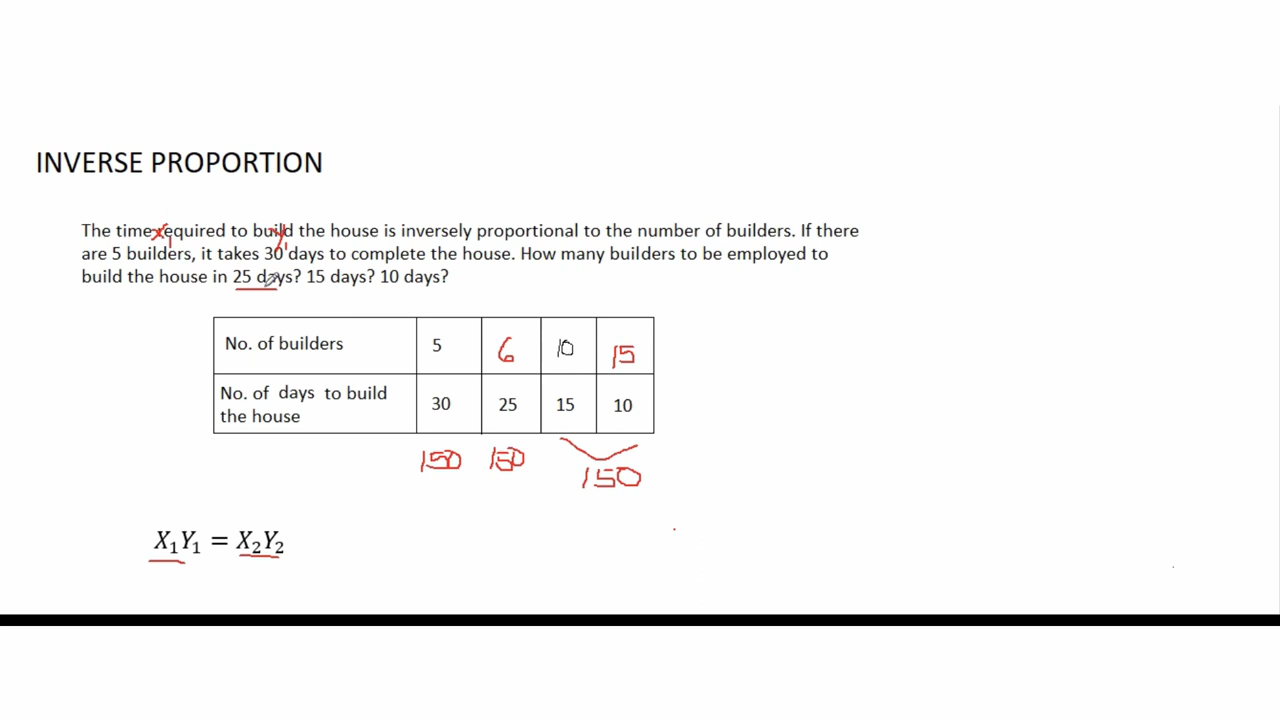 INVERSE PROPORTION
X1 Y1
The time required to build the house is inversely proportional to the number of builders. If there
are 5 builders, it takes 30 days to complete the house. How many builders to be employed to
build the house in 25 days? 15 days? 10 days?
No. of builders 5 6 10 15
No. of days to build
the house 30 25 15 10
150 150 150
X₁Y₁ = X₂Y₂